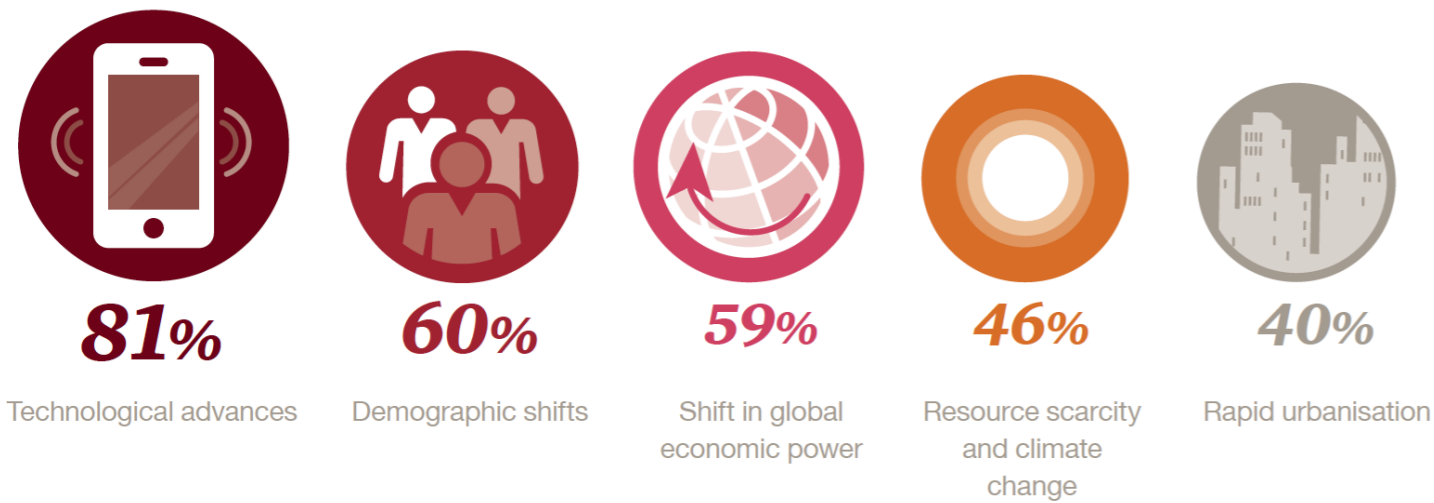 81%
Technological advances
60%
Demographic shifts
59%
Shift in global
economic power
46%
Resource scarcity
and climate
change
40%
Rapid urbanisation